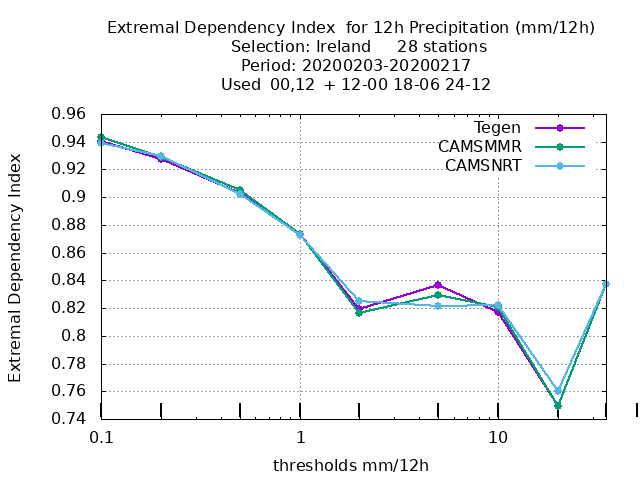 Extremal Dependency Index  for 12h Precipitation (mm/12h)
Selection: Ireland     28 stations
Period: 20200203-20200217
Used  00,12  + 12-00 18-06 24-12
Tegen
CAMSMMR
CAMSNRT
0.96
0.94
0.92
0.9
0.88
0.86
0.84
0.82
0.8
0.78
0.76
0.74
Extremal Dependency Index
0.1 1 10
thresholds mm/12h